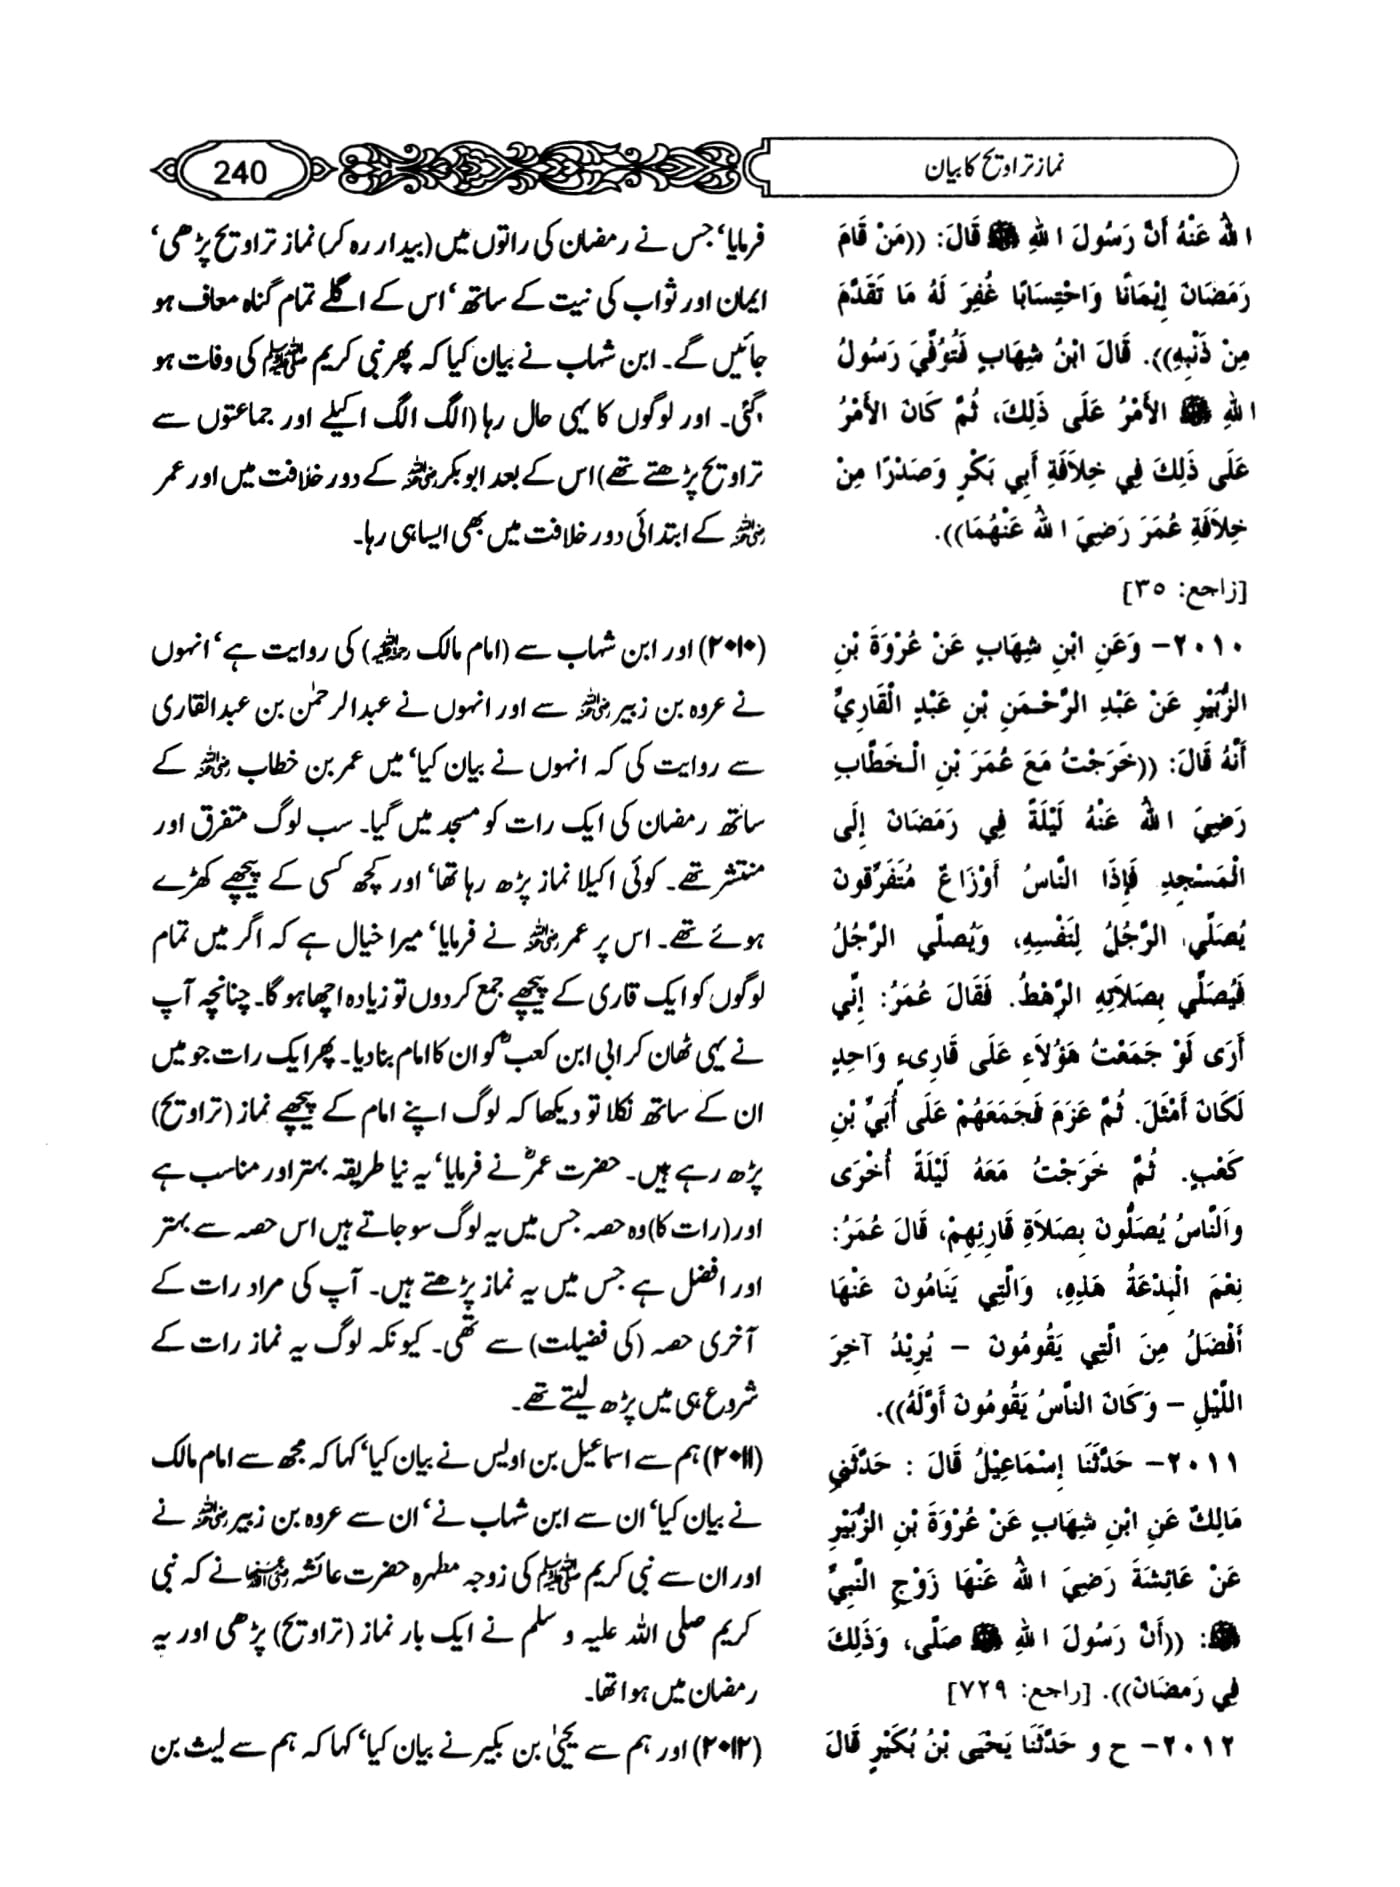 نماز تراویح کا بیان
240
اللهُ عَنْهُ أَنَّ رَسُولَ اللهِ ﷺ قَالَ: ((مَنْ قَامَ
رَمَضَانَ إِيْمَانًا وَاحْتِسَابًا غُفِرَ لَهُ مَا تَقَدَّمَ
مِنْ ذَنْبِهِ)). قَالَ ابْنُ شِهَابٍ فَتُوُفِّيَ رَسُولُ
اللهِ ﷺ الأَمْرُ عَلَى ذَلِكَ، ثُمَّ كَانَ الأَمْرُ
عَلَى ذَلِكَ فِي خِلاَفَةِ أَبِي بَكْرٍ وَصَدْرًا مِنْ
خِلاَفَةِ عُمَرَ رَضِيَ اللهُ عَنْهُمَا)).
[راجع: ٣٥]
٢٠١٠– وَعَنِ ابْنِ شِهَابٍ عَنْ عُرْوَةَ بْنِ
الزُّبَيْرِ عَنْ عَبْدِ الرَّحْمَنِ بْنِ عَبْدٍ الْقَارِيِّ
أَنَّهُ قَالَ: ((خَرَجْتُ مَعَ عُمَرَ بْنِ الْخَطَّابِ
رَضِيَ اللهُ عَنْهُ لَيْلَةً فِي رَمَضَانَ إِلَى
الْمَسْجِدِ فَإِذَا النَّاسُ أَوْزَاعٌ مُتَفَرِّقُونَ
يُصَلِّي الرَّجُلُ لِنَفْسِهِ، وَيُصَلِّي الرَّجُلُ
فَيُصَلِّي بِصَلاَتِهِ الرَّهْطُ. فَقَالَ عُمَرُ: إِنِّي
أَرَى لَوْ جَمَعْتُ هَؤُلاَءِ عَلَى قَارِىءٍ وَاحِدٍ
لَكَانَ أَمْثَلَ. ثُمَّ عَزَمَ فَجَمَعَهُمْ عَلَى أُبَيِّ بْنِ
كَعْبٍ. ثُمَّ خَرَجْتُ مَعَهُ لَيْلَةً أُخْرَى
وَالنَّاسُ يُصَلُّونَ بِصَلاَةِ قَارِئِهِمْ، قَالَ عُمَرُ:
نِعْمَ الْبِدْعَةُ هَذِهِ، وَالَّتِي يَنَامُونَ عَنْهَا
أَفْضَلُ مِنَ الَّتِي يَقُومُونَ – يُرِيْدُ آخِرَ
اللَّيْلِ – وَكَانَ النَّاسُ يَقُومُونَ أَوَّلَهُ)).
٢٠١١– حَدَّثَنَا إِسْمَاعِيْلُ قَالَ : حَدَّثَنِي
مَالِكٌ عَنِ ابْنِ شِهَابٍ عَنْ عُرْوَةَ بْنِ الزُّبَيْرِ
عَنْ عَائِشَةَ رَضِيَ اللهُ عَنْهَا زَوْجِ النَّبِيِّ
ﷺ: ((أَنَّ رَسُولَ اللهِ ﷺ صَلَّى، وَذَلِكَ
فِي رَمَضَانَ)). [راجع: ٧٢٩]
٢٠١٢– ح و حَدَّثَنَا يَحْيَى بْنُ بُكَيْرٍ قَالَ
فرمایا‘ جس نے رمضان کی راتوں میں (بیدار رہ کر) نماز تراویح پڑھی‘
ایمان اور ثواب کی نیت کے ساتھ‘ اس کے اگلے تمام گناہ معاف ہو
جائیں گے۔ ابن شہاب نے بیان کیا کہ پھر نبی کریم ﷺ کی وفات ہو
گئی۔ اور لوگوں کا یہی حال رہا (الگ الگ اکیلے اور جماعتوں سے
تراویح پڑھتے تھے) اس کے بعد ابوبکر رضی اللہ عنہ کے دور خلافت میں اور عمر
رضی اللہ عنہ کے ابتدائی دور خلافت میں بھی ایسا ہی رہا۔
(۲۰۱۰) اور ابن شہاب سے (امام مالک رحمہ اللہ) کی روایت ہے‘ انہوں
نے عروہ بن زبیر رضی اللہ عنہ سے اور انہوں نے عبدالرحمٰن بن عبدالقاری
سے روایت کی کہ انہوں نے بیان کیا‘ میں عمر بن خطاب رضی اللہ عنہ کے
ساتھ رمضان کی ایک رات کو مسجد میں گیا۔ سب لوگ متفرق اور
منتشر تھے۔ کوئی اکیلا نماز پڑھ رہا تھا‘ اور کچھ کسی کے پیچھے کھڑے
ہوئے تھے۔ اس پر عمر رضی اللہ عنہ نے فرمایا‘ میرا خیال ہے کہ اگر میں تمام
لوگوں کو ایک قاری کے پیچھے جمع کردوں تو زیادہ اچھا ہو گا۔ چنانچہ آپ
نے یہی ٹھان کر ابی ابن کعبؓ کو ان کا امام بنا دیا۔ پھر ایک رات جو میں
ان کے ساتھ نکلا تو دیکھا کہ لوگ اپنے امام کے پیچھے نماز (تراویح)
پڑھ رہے ہیں۔ حضرت عمرؓ نے فرمایا‘ یہ نیا طریقہ بہتر اور مناسب ہے
اور (رات کا) وہ حصہ جس میں یہ لوگ سو جاتے ہیں اس حصہ سے بہتر
اور افضل ہے جس میں یہ نماز پڑھتے ہیں۔ آپ کی مراد رات کے
آخری حصہ (کی فضیلت) سے تھی۔ کیونکہ لوگ یہ نماز رات کے
شروع ہی میں پڑھ لیتے تھے۔
(۲۰۱۱) ہم سے اسماعیل بن اویس نے بیان کیا‘ کہا کہ مجھ سے امام مالک
نے بیان کیا‘ ان سے ابن شہاب نے‘ ان سے عروہ بن زبیر رضی اللہ عنہ نے
اور ان سے نبی کریم ﷺ کی زوجہ مطہرہ حضرت عائشہ رضی اللہ عنہا نے کہ نبی
کریم صلی اللہ علیہ و سلم نے ایک بار نماز (تراویح) پڑھی اور یہ
رمضان میں ہوا تھا۔
(۲۰۱۲) اور ہم سے یحییٰ بن بکیر نے بیان کیا‘ کہا کہ ہم سے لیث بن